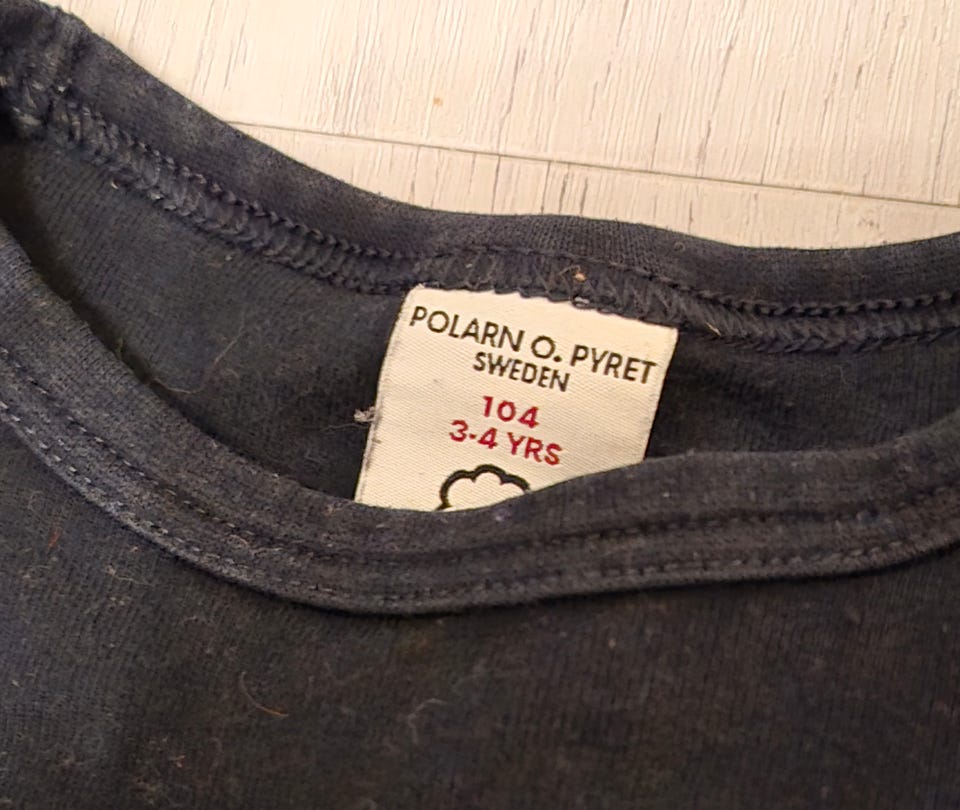 POLARN O. PYRET
SWEDEN
104
3-4 YRS